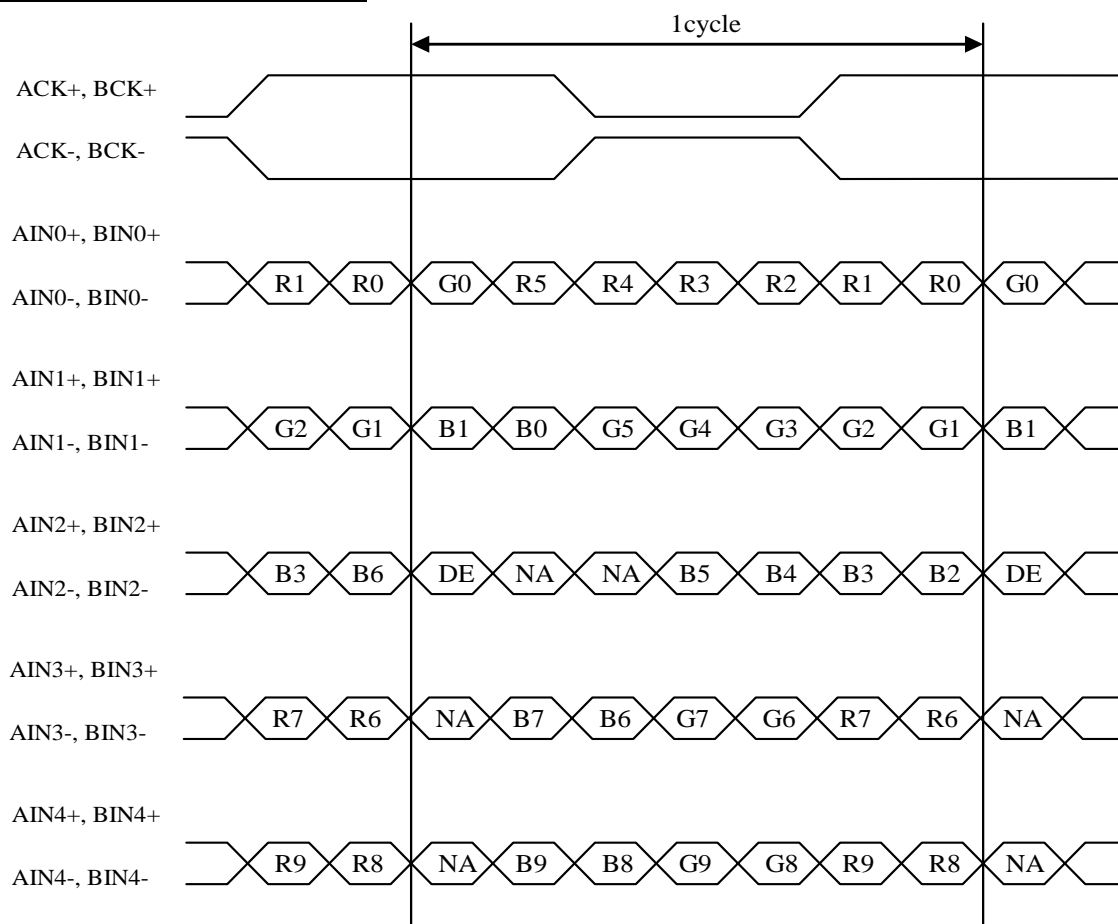 1cycle
ACK+, BCK+
ACK-, BCK-
AIN0+, BIN0+
R1 R0 G0 R5 R4 R3 R2 R1 R0 G0
AIN0-, BIN0-
AIN1+, BIN1+
G2 G1 B1 B0 G5 G4 G3 G2 G1 B1
AIN1-, BIN1-
AIN2+, BIN2+
B3 B6 DE NA NA B5 B4 B3 B2 DE
AIN2-, BIN2-
AIN3+, BIN3+
R7 R6 NA B7 B6 G7 G6 R7 R6 NA
AIN3-, BIN3-
AIN4+, BIN4+
R9 R8 NA B9 B8 G9 G8 R9 R8 NA
AIN4-, BIN4-